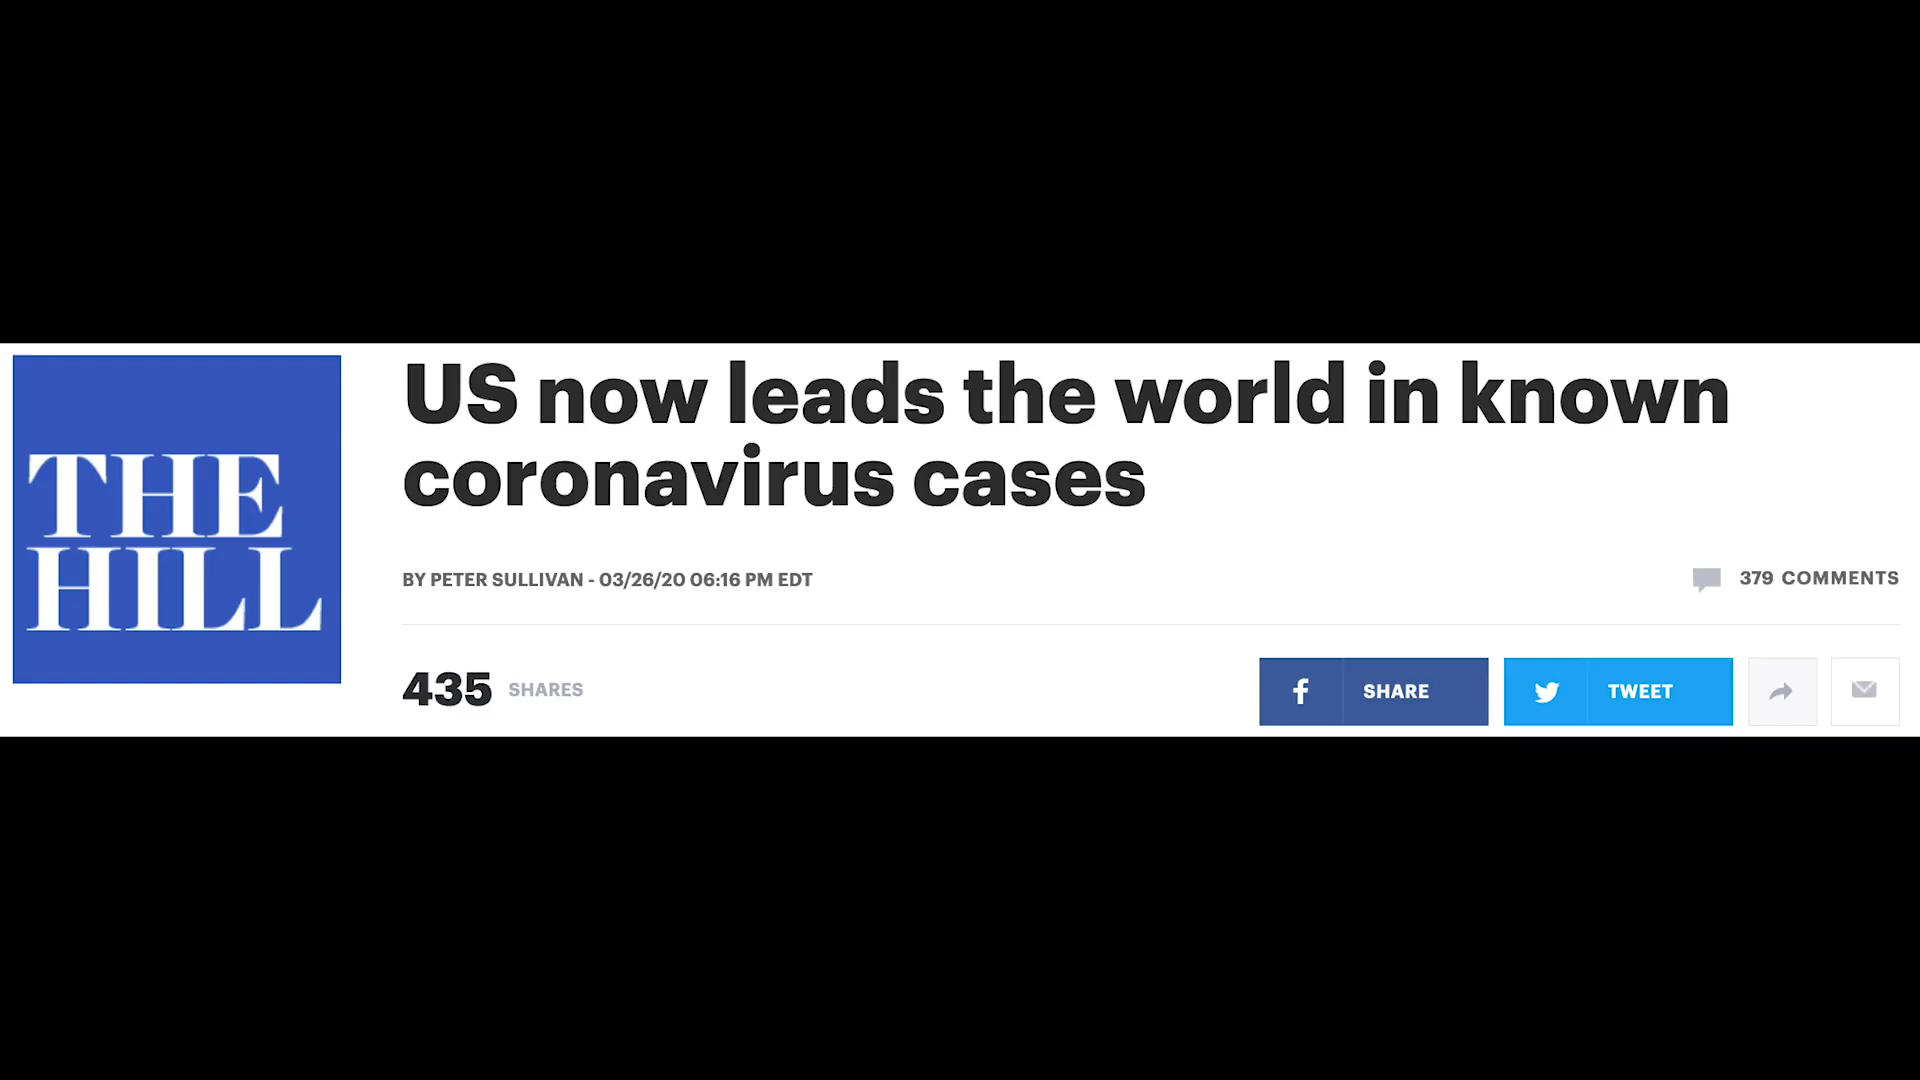 THE
HILL
US now leads the world in known
coronavirus cases
BY PETER SULLIVAN - 03/26/20 06:16 PM EDT
379 COMMENTS
435 SHARES
f SHARE
TWEET